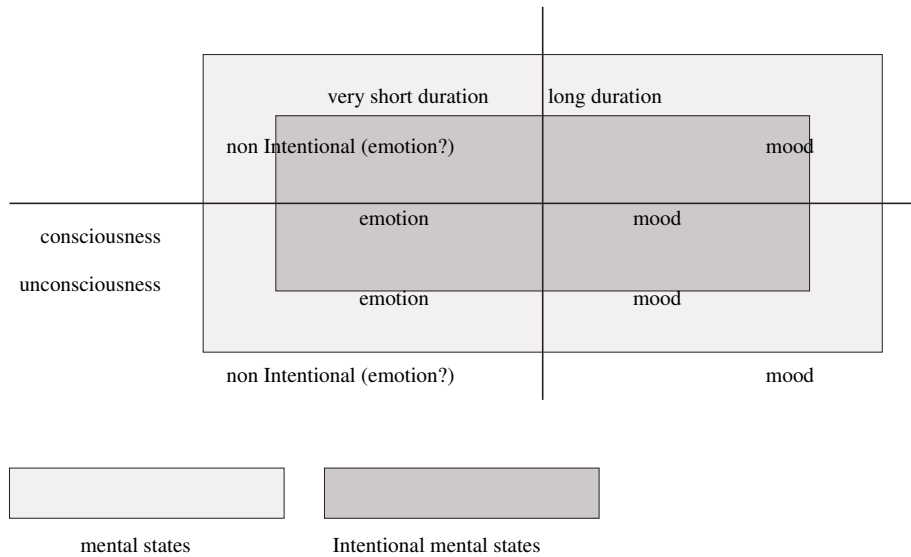 very short duration long duration
non Intentional (emotion?) mood
emotion mood
consciousness
unconsciousness
emotion mood
non Intentional (emotion?) mood
mental states Intentional mental states